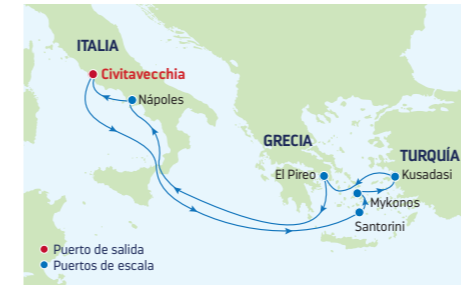 ITALIA
Civitavecchia
Nápoles
GRECIA
TURQUÍA
El Pireo
Kusadasi
Mykonos
Santorini
Puerto de salida
Puertos de escala